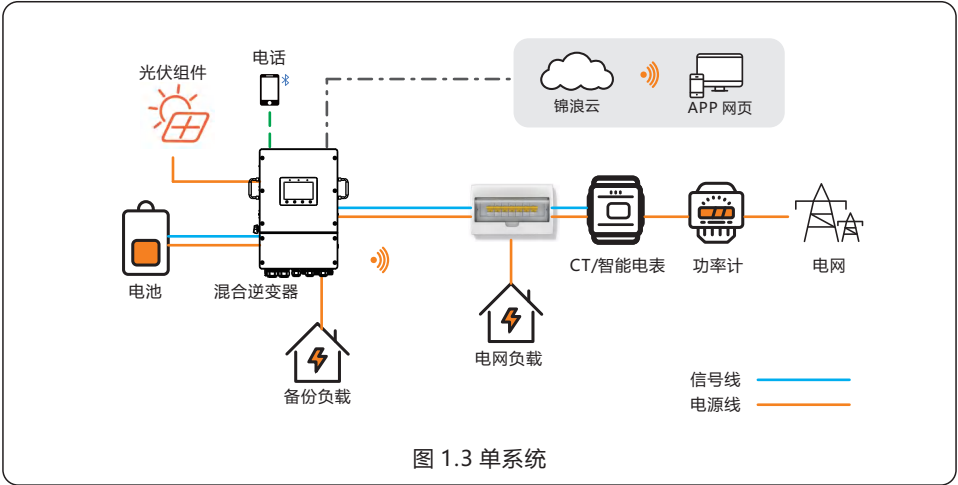 电话
光伏组件
锦浪云
APP 网页
CT/智能电表
功率计
电网
电池
混合逆变器
电网负载
备份负载
信号线
电源线
图 1.3 单系统